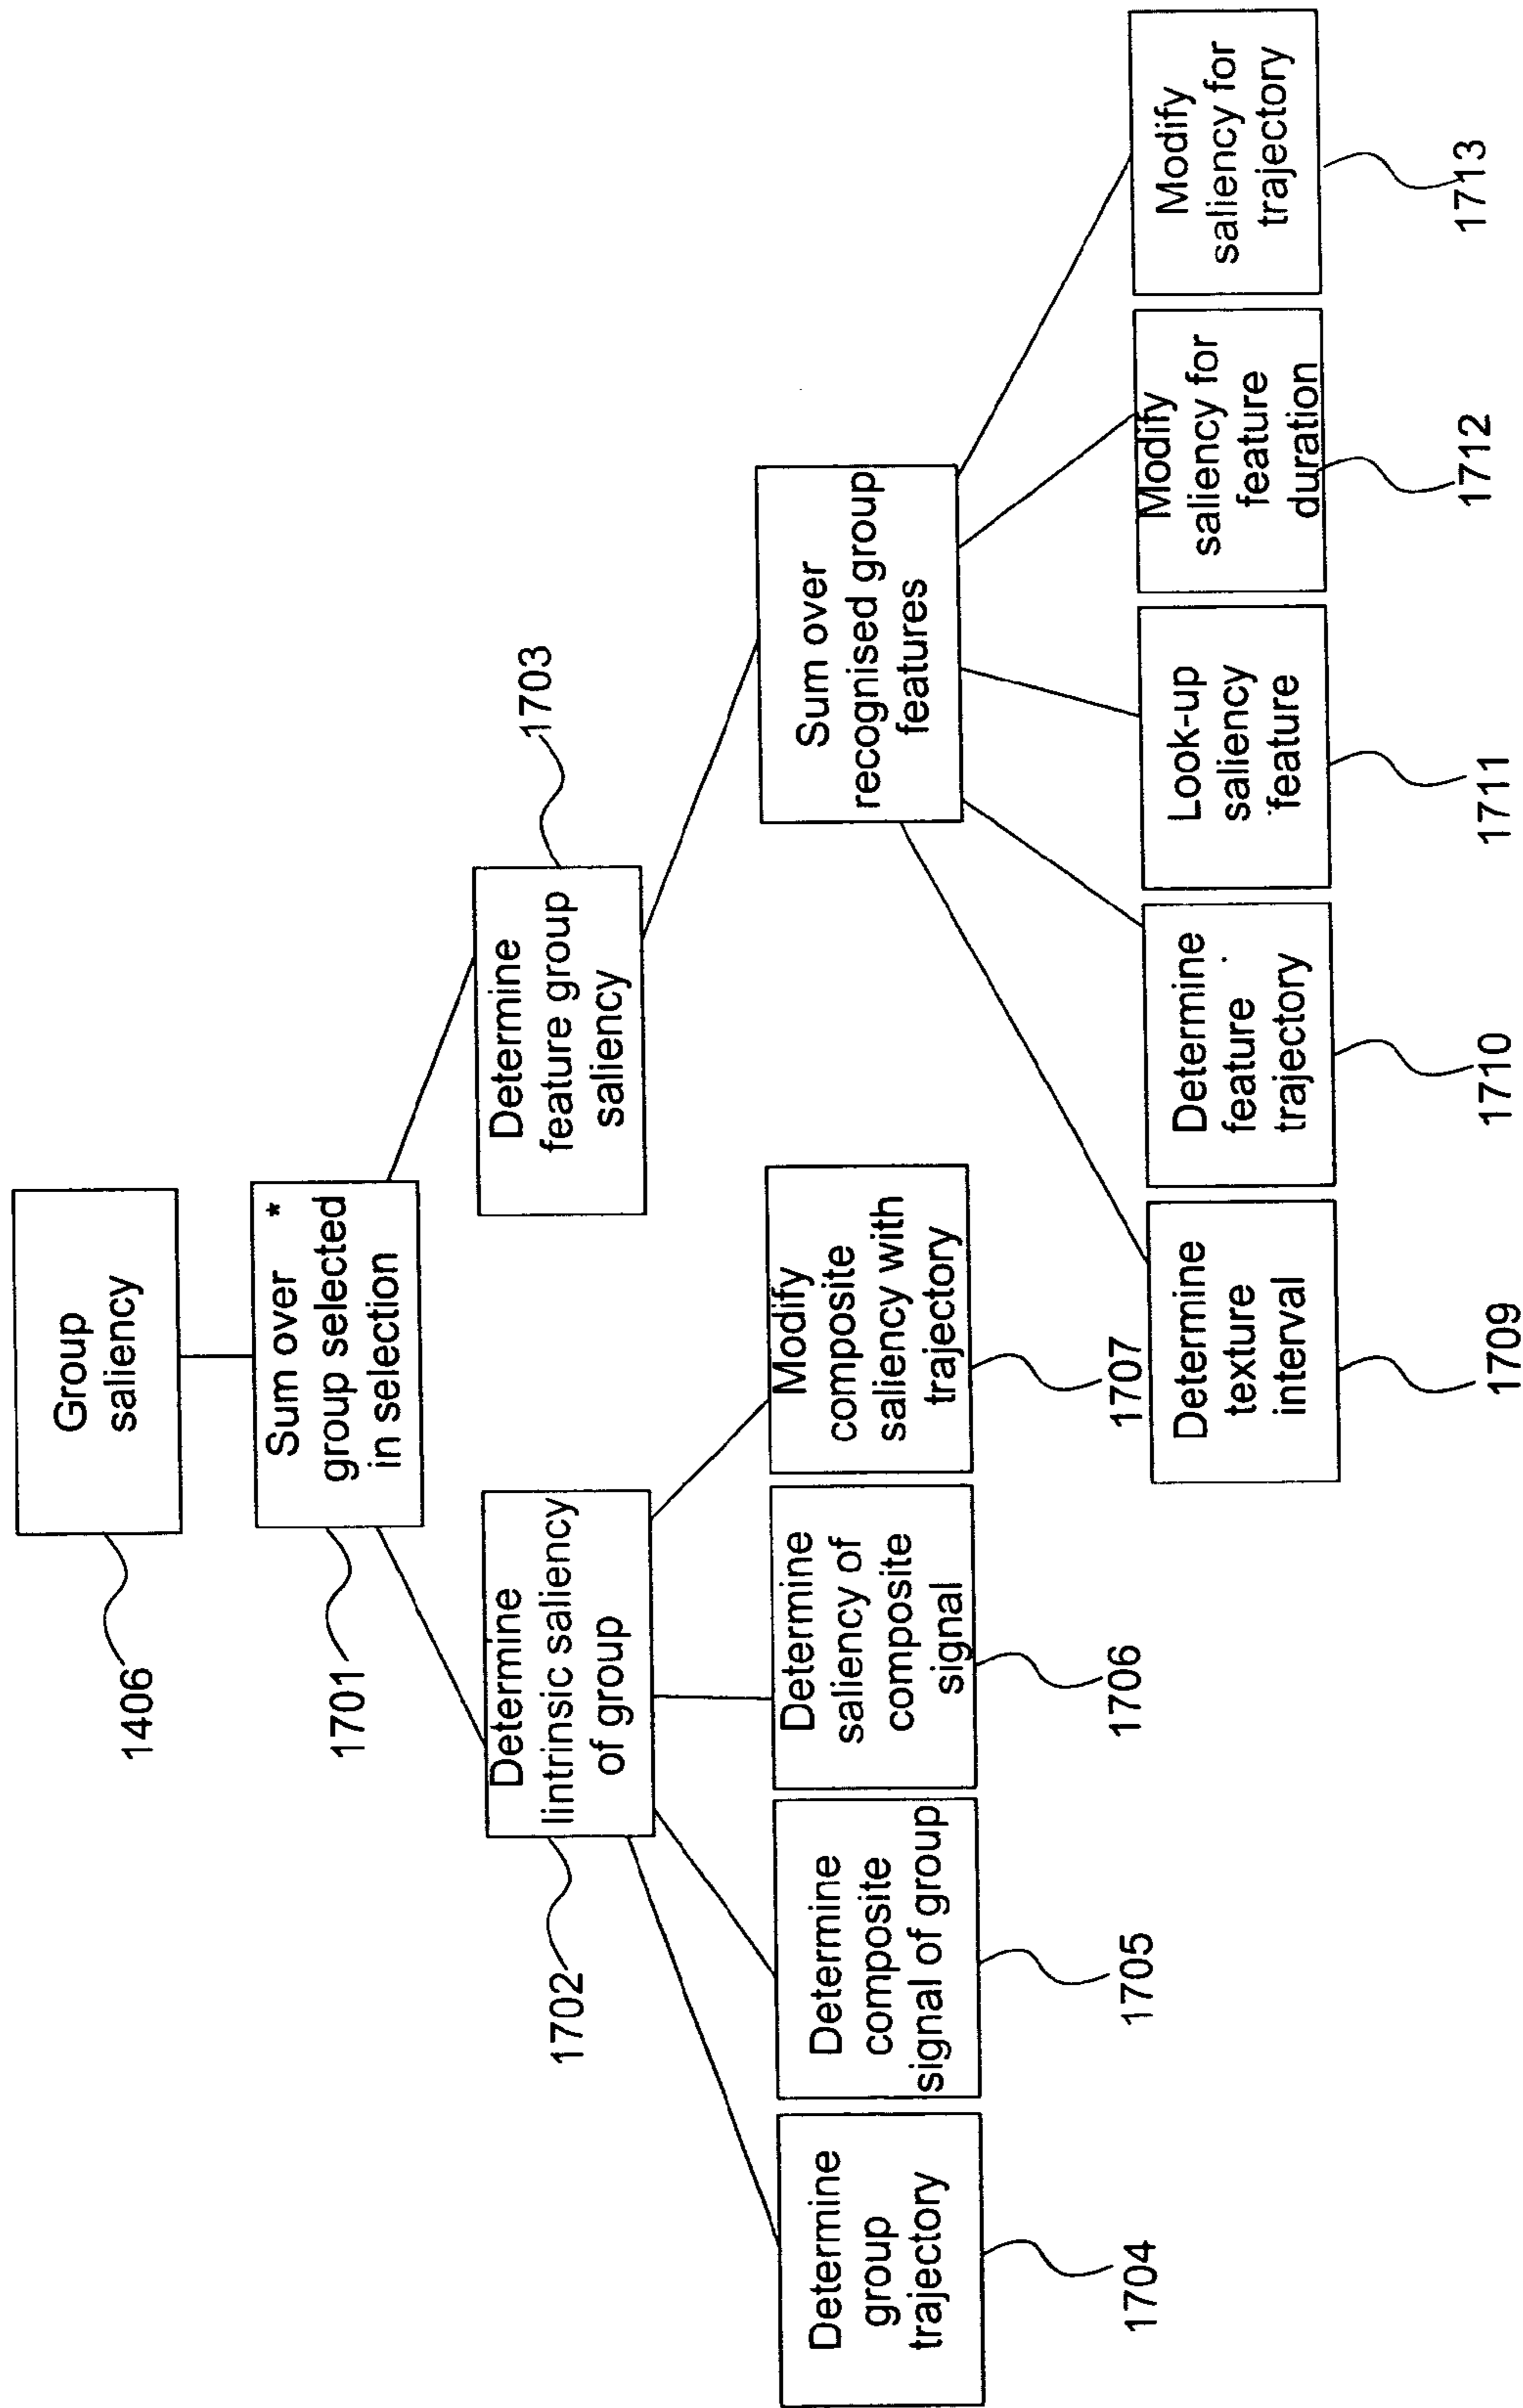 Group
saliency
1406
Sum over *
group selected
in selection
1701
Determine
lintrinsic saliency
of group
1702
Determine
feature group
saliency
1703
Determine
group
trajectory
1704
Determine
composite
signal of group
1705
Determine
saliency of
composite
signal
1706
Modify
composite
saliency with
trajectory
1707
Sum over
recognised group
features
Determine
texture
interval
1709
Determine
feature
trajectory
1710
Look-up
saliency
feature
1711
Modify
saliency for
feature
duration
1712
Modify
saliency for
trajectory
1713